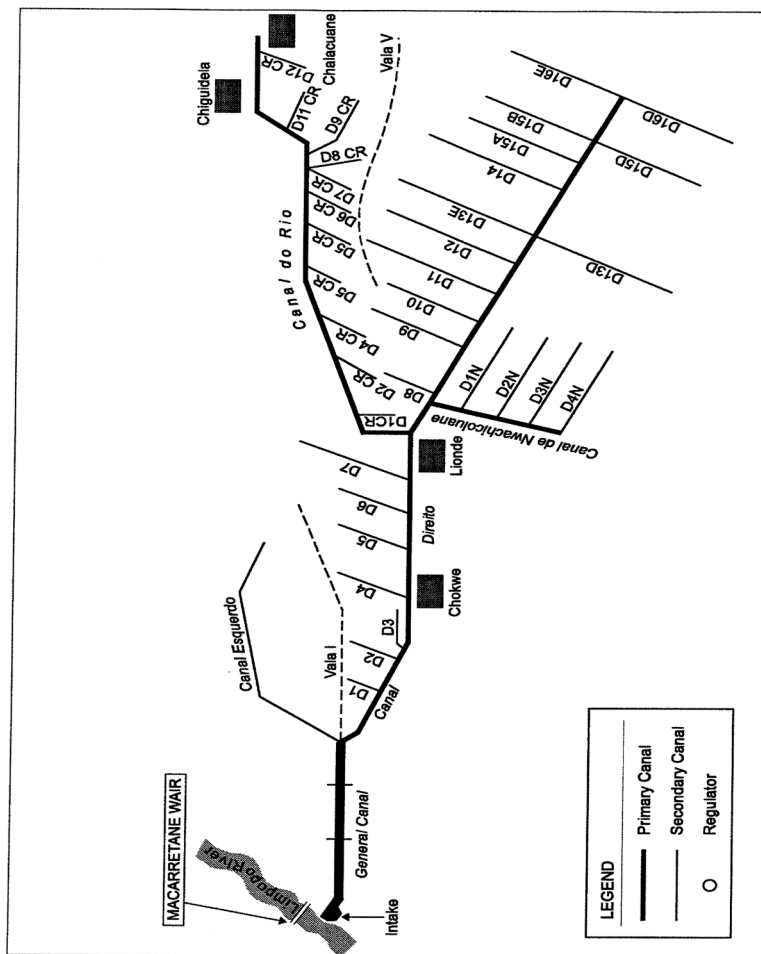 MACARRETANE WAIR
Limpopo River
Intake
General Canal
Canal Esquerdo
Vala I
Canal
Direito
D1
D2
D3
D4
D5
D6
D7
Chokwe
Lionde
Canal do Rio
D1CR
D2 CR
D4 CR
D5 CR
D5 CR
D6 CR
D7 CR
D8 CR
D9 CR
D11 CR
D12 CR
Chiguidela
Chalacuane
Vala V
D8
D9
D10
D11
D12
D13E
D14
D15A
D15B
D16E
D16D
D15D
D13D
Canal de Nwachicoluane
D1N
D2N
D3N
D4N
LEGEND
Primary Canal
Secondary Canal
Regulator